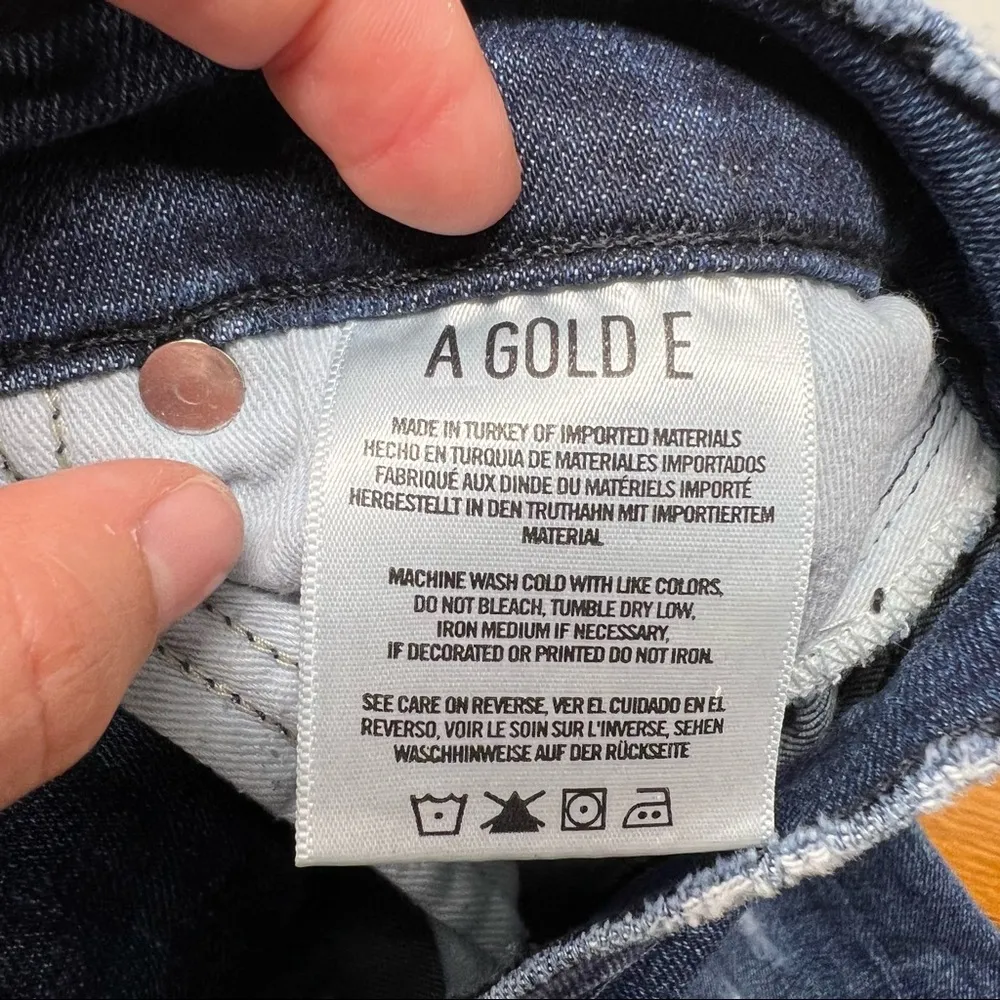 A GOLD E
MADE IN TURKEY OF IMPORTED MATERIALS
HECHO EN TURQUIA DE MATERIALES IMPORTADOS
FABRIQUÉ AUX DINDE DU MATÉRIELS IMPORTÉ
HERGESTELLT IN DEN TRUTHAHN MIT IMPORTIERTEM
MATERIAL
MACHINE WASH COLD WITH LIKE COLORS,
DO NOT BLEACH, TUMBLE DRY LOW,
IRON MEDIUM IF NECESSARY,
IF DECORATED OR PRINTED DO NOT IRON.
SEE CARE ON REVERSE, VER EL CUIDADO EN ÉL
REVERSO, VOIR LE SOIN SUR L'INVERSE, SEHEN
WASCHHINWEISE AUF DER RÜCKSEITE